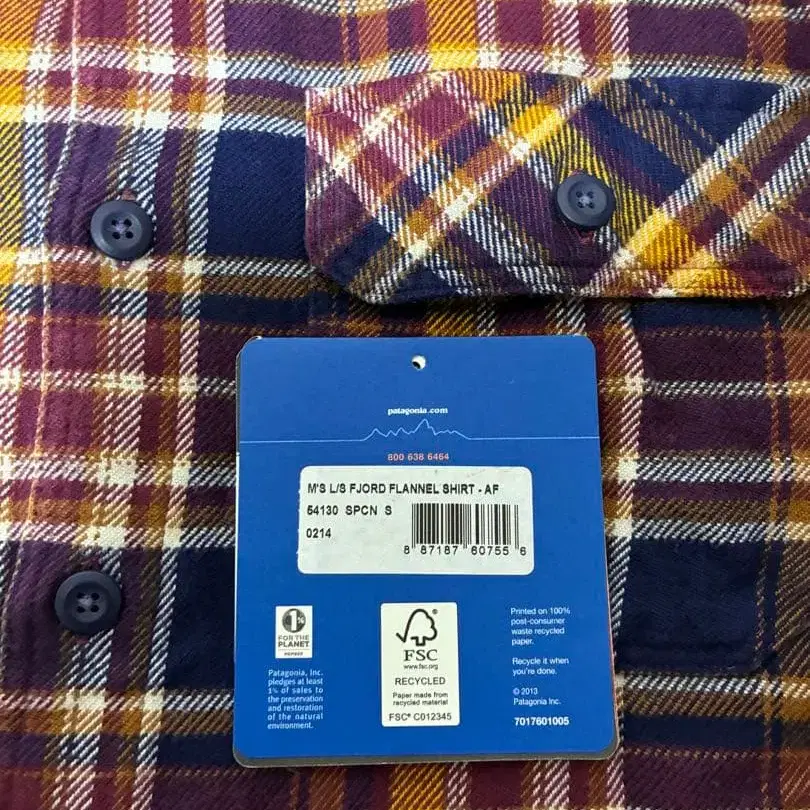 patagonia.com
800 638 6464
M'S L/S FJORD FLANNEL SHIRT - AF
54130 SPCN S
0214
8 87187 60755 6
1%
FOR THE
PLANET
MEMBER
Patagonia, Inc.
pledges at least
1% of sales to
the preservation
and restoration
of the natural
environment.
FSC
www.fsc.org
RECYCLED
Paper made from
recycled material
FSC® C012345
Printed on 100%
post-consumer
waste recycled
paper.
Recycle it when
you're done.
© 2013
Patagonia Inc.
7017601005